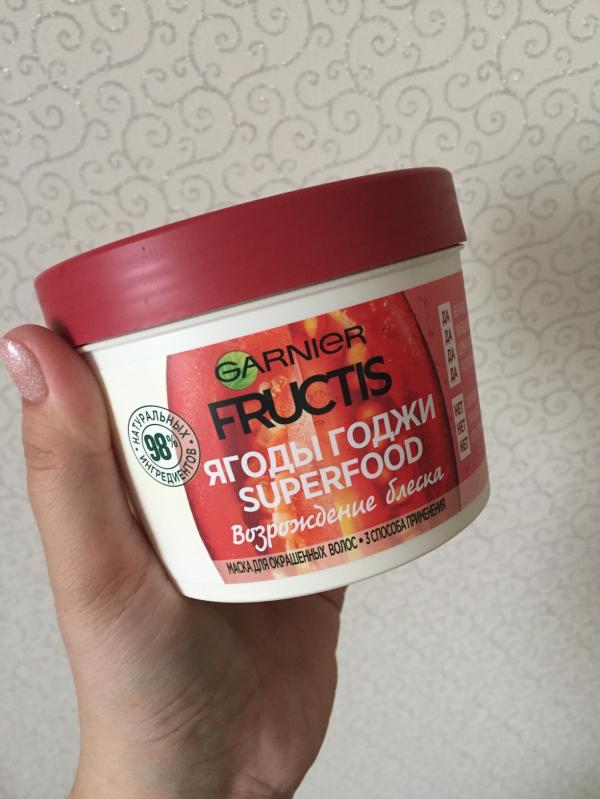 GARNIER
FRUCTIS
ЯГОДЫ ГОДЖИ
SUPERFOOD
Возрождение блеска
МАСКА ДЛЯ ОКРАШЕННЫХ ВОЛОС • 3 СПОСОБА ПРИМЕНЕНИЯ
• НАТУРАЛЬНЫХ •
98%
ИНГРЕДИЕНТОВ
ДА
ДА
ДА
ДА
НЕТ
НЕТ
НЕТ